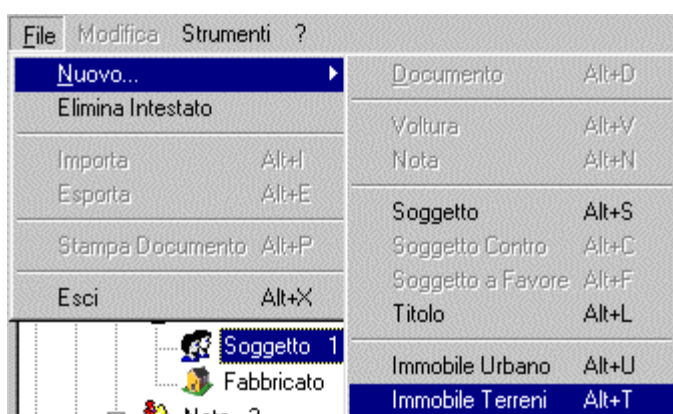 File Modifica Strumenti ?
Nuovo...
Elimina Intestato
Importa Alt+I
Esporta Alt+E
Stampa Documento Alt+P
Esci Alt+X
Documento Alt+D
Voltura Alt+V
Nota Alt+N
Soggetto Alt+S
Soggetto Contro Alt+C
Soggetto a Favore Alt+F
Titolo Alt+L
Immobile Urbano Alt+U
Immobile Terreni Alt+T
Soggetto 1
Fabbricato
Nota 2